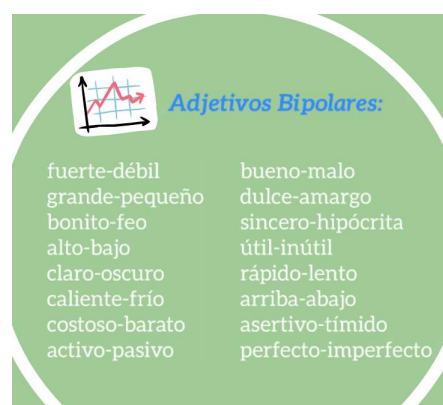 Adjetivos Bipolares:
fuerte-débil
grande-pequeño
bonito-feo
alto-bajo
claro-oscuro
caliente-frío
costoso-barato
activo-pasivo
bueno-malo
dulce-amargo
sincero-hipócrita
útil-inútil
rápido-lento
arriba-abajo
asertivo-tímido
perfecto-imperfecto